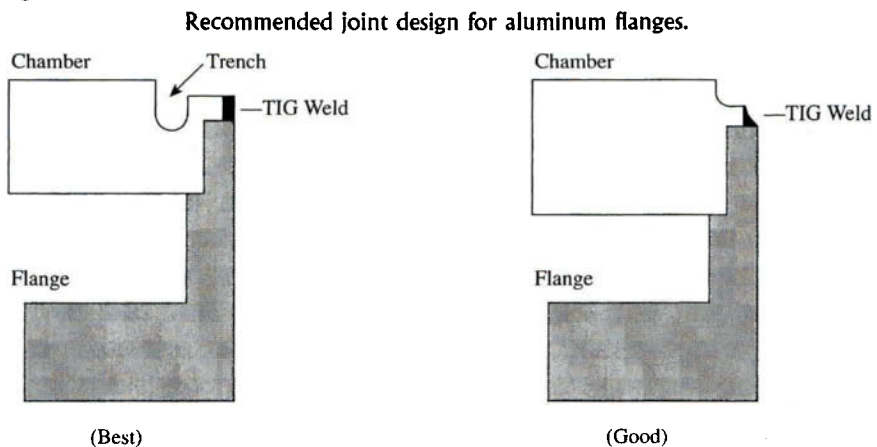 Recommended joint design for aluminum flanges.
Chamber
Trench
TIG Weld
Flange
(Best)
Chamber
TIG Weld
Flange
(Good)